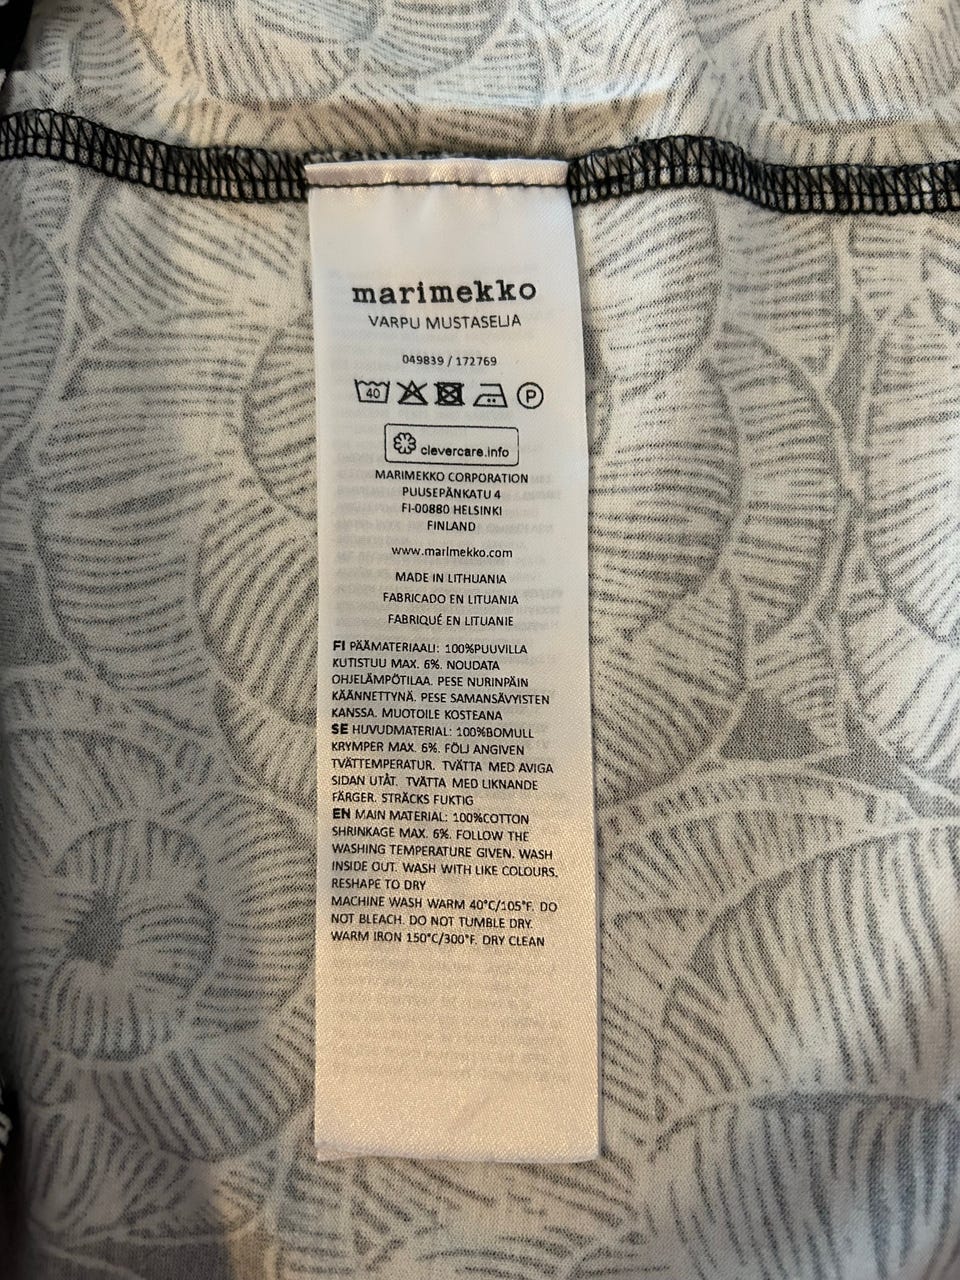 marimekko
VARPU MUSTASELJA
049839 / 172769
40 P
clevercare.info
MARIMEKKO CORPORATION
PUUSEPÄNKATU 4
FI-00880 HELSINKI
FINLAND
www.marimekko.com
MADE IN LITHUANIA
FABRICADO EN LITUANIA
FABRIQUÉ EN LITUANIE
FI PÄÄMATERIAALI: 100%PUUVILLA
KUTISTUU MAX. 6%. NOUDATA
OHJELÄMPÖTILAA. PESE NURINPÄIN
KÄÄNNETTYNÄ. PESE SAMANSÄVYISTEN
KANSSA. MUOTOILE KOSTEANA
SE HUVUDMATERIAL: 100%BOMULL
KRYMPER MAX. 6%. FÖLJ ANGIVEN
TVÄTTEMPERATUR. TVÄTTA MED AVIGA
SIDAN UTÅT. TVÄTTA MED LIKNANDE
FÄRGER. STRÄCKS FUKTIG
EN MAIN MATERIAL: 100%COTTON
SHRINKAGE MAX. 6%. FOLLOW THE
WASHING TEMPERATURE GIVEN. WASH
INSIDE OUT. WASH WITH LIKE COLOURS.
RESHAPE TO DRY
MACHINE WASH WARM 40°C/105°F. DO
NOT BLEACH. DO NOT TUMBLE DRY.
WARM IRON 150°C/300°F. DRY CLEAN